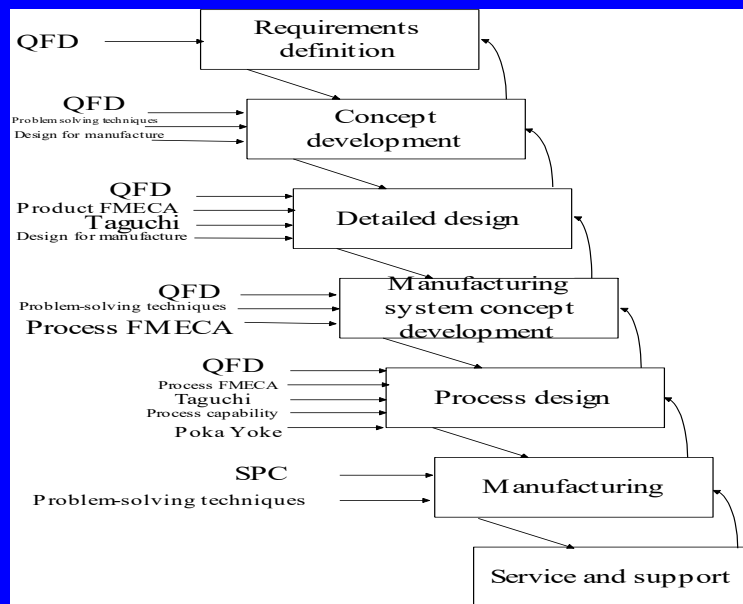 Requirements
definition
QFD
QFD
Problem solving techniques
Design for manufacture
Concept
development
QFD
Product FMECA
Taguchi
Design for manufacture
Detailed design
QFD
Problem-solving techniques
Process FMECA
Manufacturing
system concept
development
QFD
Process FMECA
Taguchi
Process capability
Poka Yoke
Process design
SPC
Problem-solving techniques
Manufacturing
Service and support